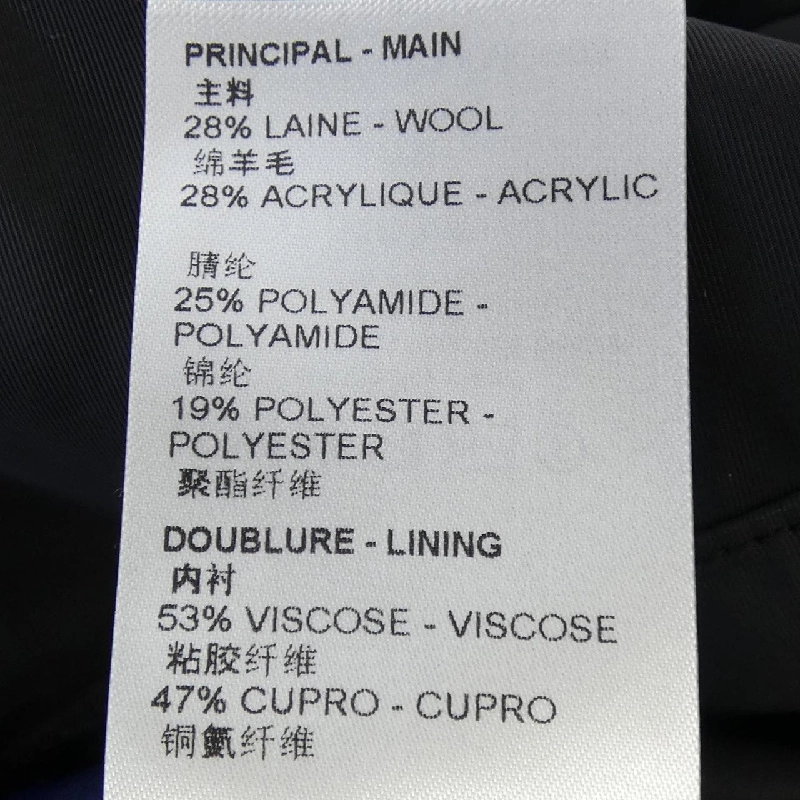 PRINCIPAL - MAIN
主料
28% LAINE - WOOL
绵羊毛
28% ACRYLIQUE - ACRYLIC
腈纶
25% POLYAMIDE -
POLYAMIDE
锦纶
19% POLYESTER -
POLYESTER
聚酯纤维
DOUBLURE - LINING
内衬
53% VISCOSE - VISCOSE
粘胶纤维
47% CUPRO - CUPRO
铜氨纤维